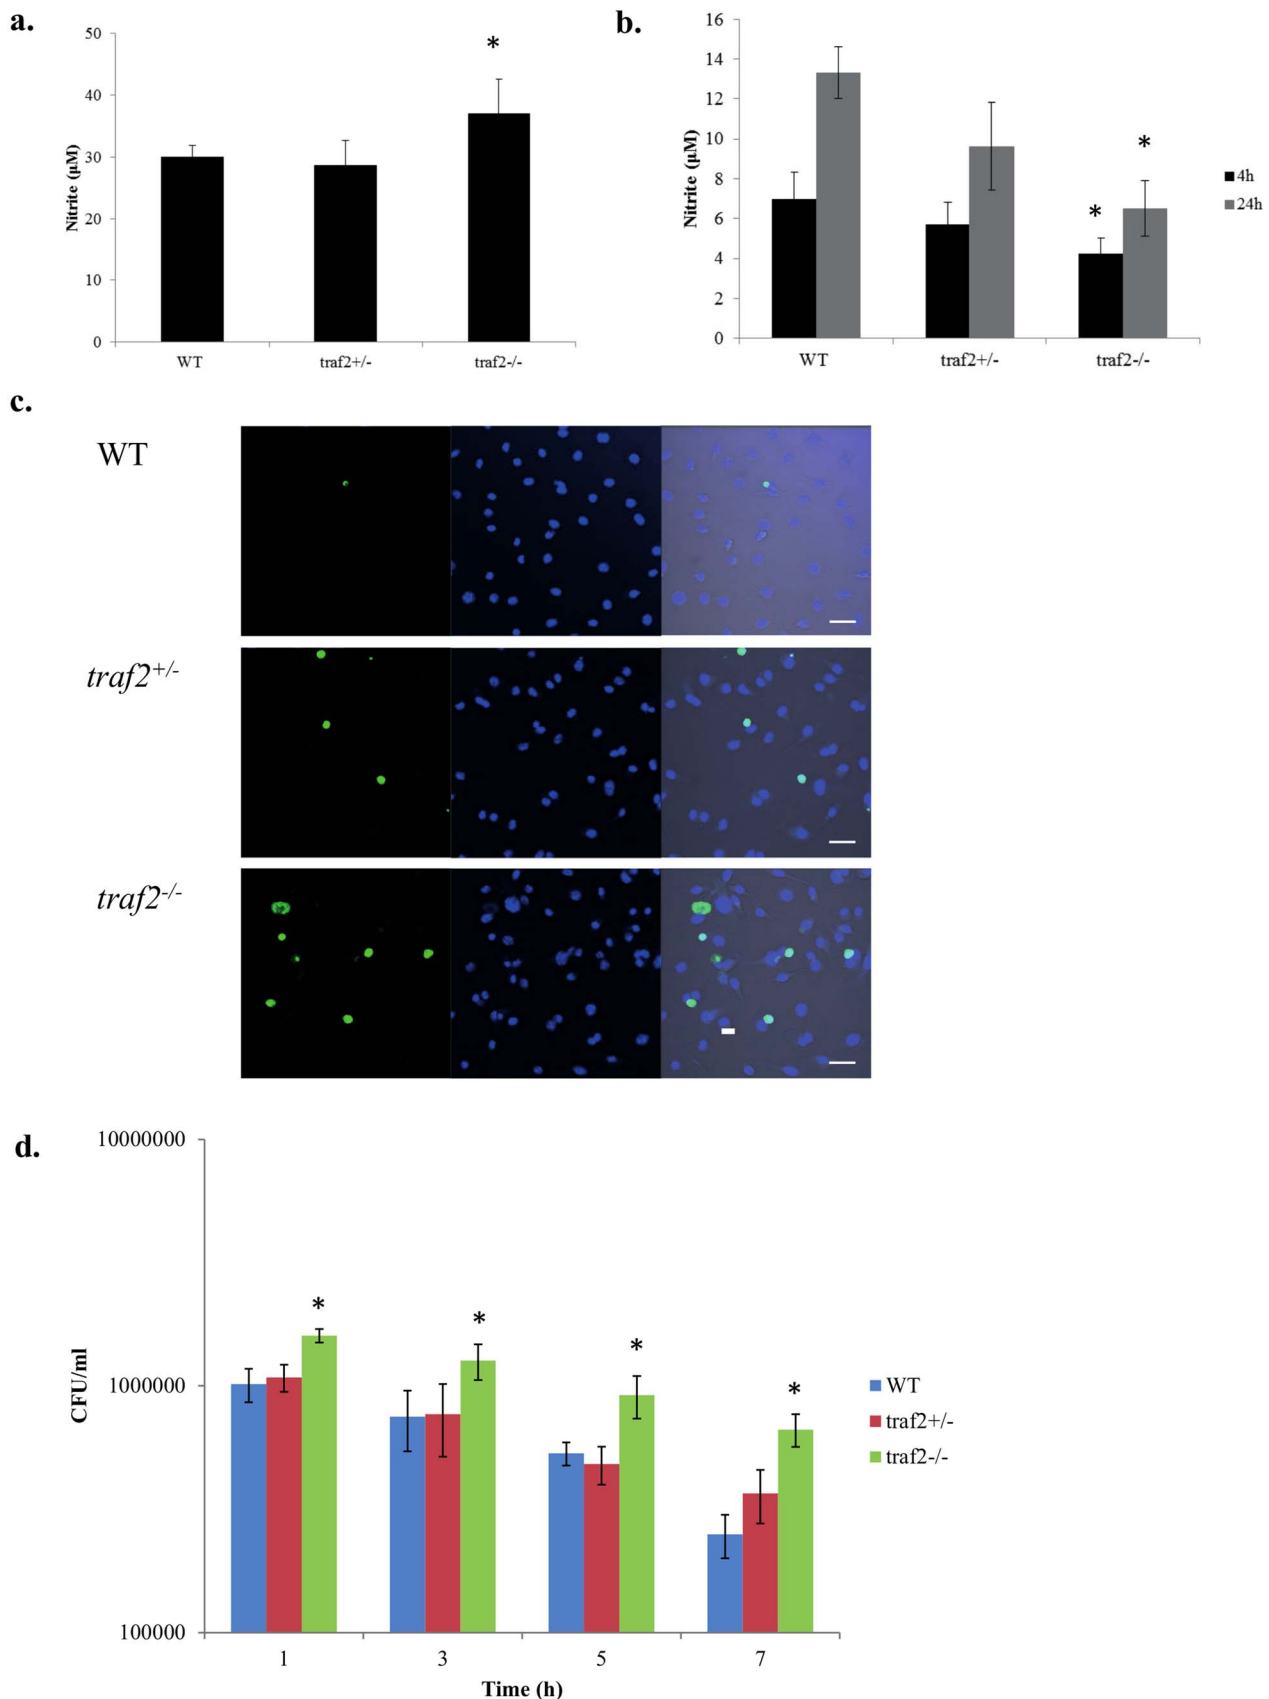 a.
50
40
30
20
10
0
Nitrite (µM)
*
WT
traf2+/-
traf2-/-
b.
16
14
12
10
8
6
4
2
0
Nitrite (µM)
*
*
WT
traf2+/-
traf2-/-
4h
24h
c.
WT
traf2+/-
traf2-/-
d.
10000000
1000000
100000
CFU/ml
*
*
*
*
1
3
5
7
Time (h)
WT
traf2+/-
traf2-/-